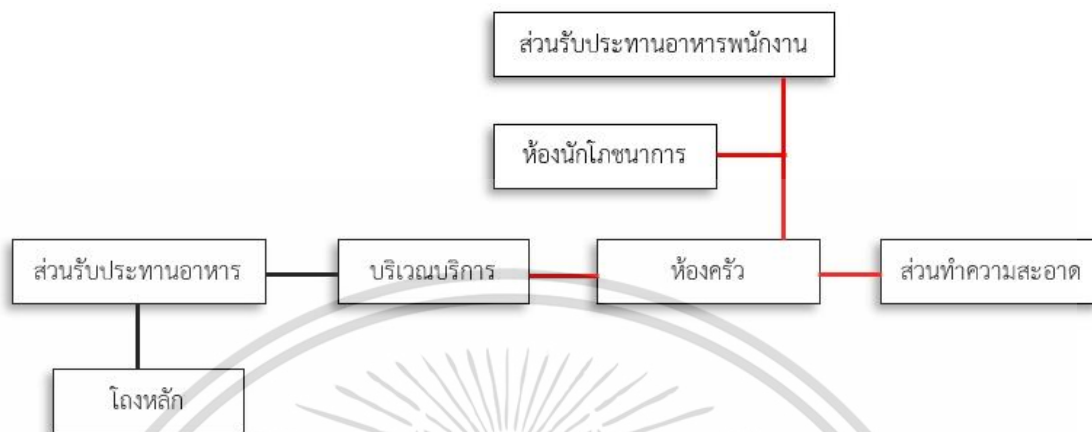 ส่วนรับประทานอาหารพนักงาน
ห้องนักโภชนาการ
ส่วนรับประทานอาหาร
บริเวณบริการ
ห้องครัว
ส่วนทำความสะอาด
โถงหลัก